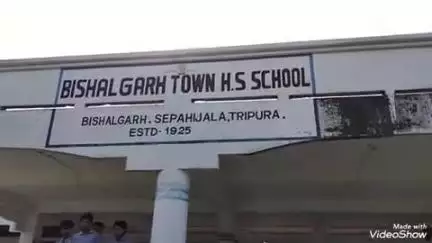 BISHALGARH TOWN H.S. SCHOOL
BISHALGARH. SEPAHIJALA,TRIPURA.
ESTD-1925
Made with
VideoShow